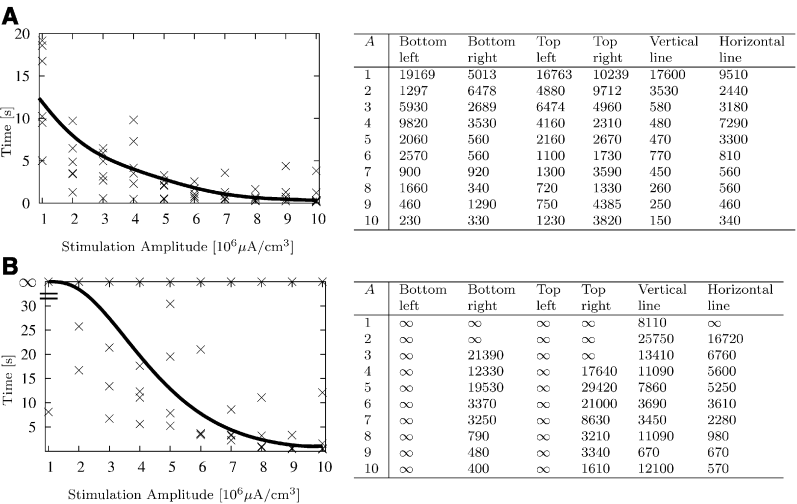 A
20
15
10
5
0
Time [s]
1 2 3 4 5 6 7 8 9 10
Stimulation Amplitude [10⁶μA/cm³]
A Bottom left Bottom right Top left Top right Vertical line Horizontal line
1 19169 5013 16763 10239 17600 9510
2 1297 6478 4880 9712 3530 2440
3 5930 2689 6474 4960 580 3180
4 9820 3530 4160 2310 480 7290
5 2060 560 2160 2670 470 3300
6 2570 560 1100 1730 770 810
7 900 920 1300 3590 450 560
8 1660 340 720 1330 260 560
9 460 1290 750 4385 250 460
10 230 330 1230 3820 150 340
B
∞
30
25
20
15
10
5
Time [s]
1 2 3 4 5 6 7 8 9 10
Stimulation Amplitude [10⁶μA/cm³]
A Bottom left Bottom right Top left Top right Vertical line Horizontal line
1 ∞ ∞ ∞ ∞ 8110 ∞
2 ∞ ∞ ∞ ∞ 25750 16720
3 ∞ 21390 ∞ ∞ 13410 6760
4 ∞ 12330 ∞ 17640 11090 5600
5 ∞ 19530 ∞ 29420 7860 5250
6 ∞ 3370 ∞ 21000 3690 3610
7 ∞ 3250 ∞ 8630 3450 2280
8 ∞ 790 ∞ 3210 11090 980
9 ∞ 480 ∞ 3340 670 670
10 ∞ 400 ∞ 1610 12100 570